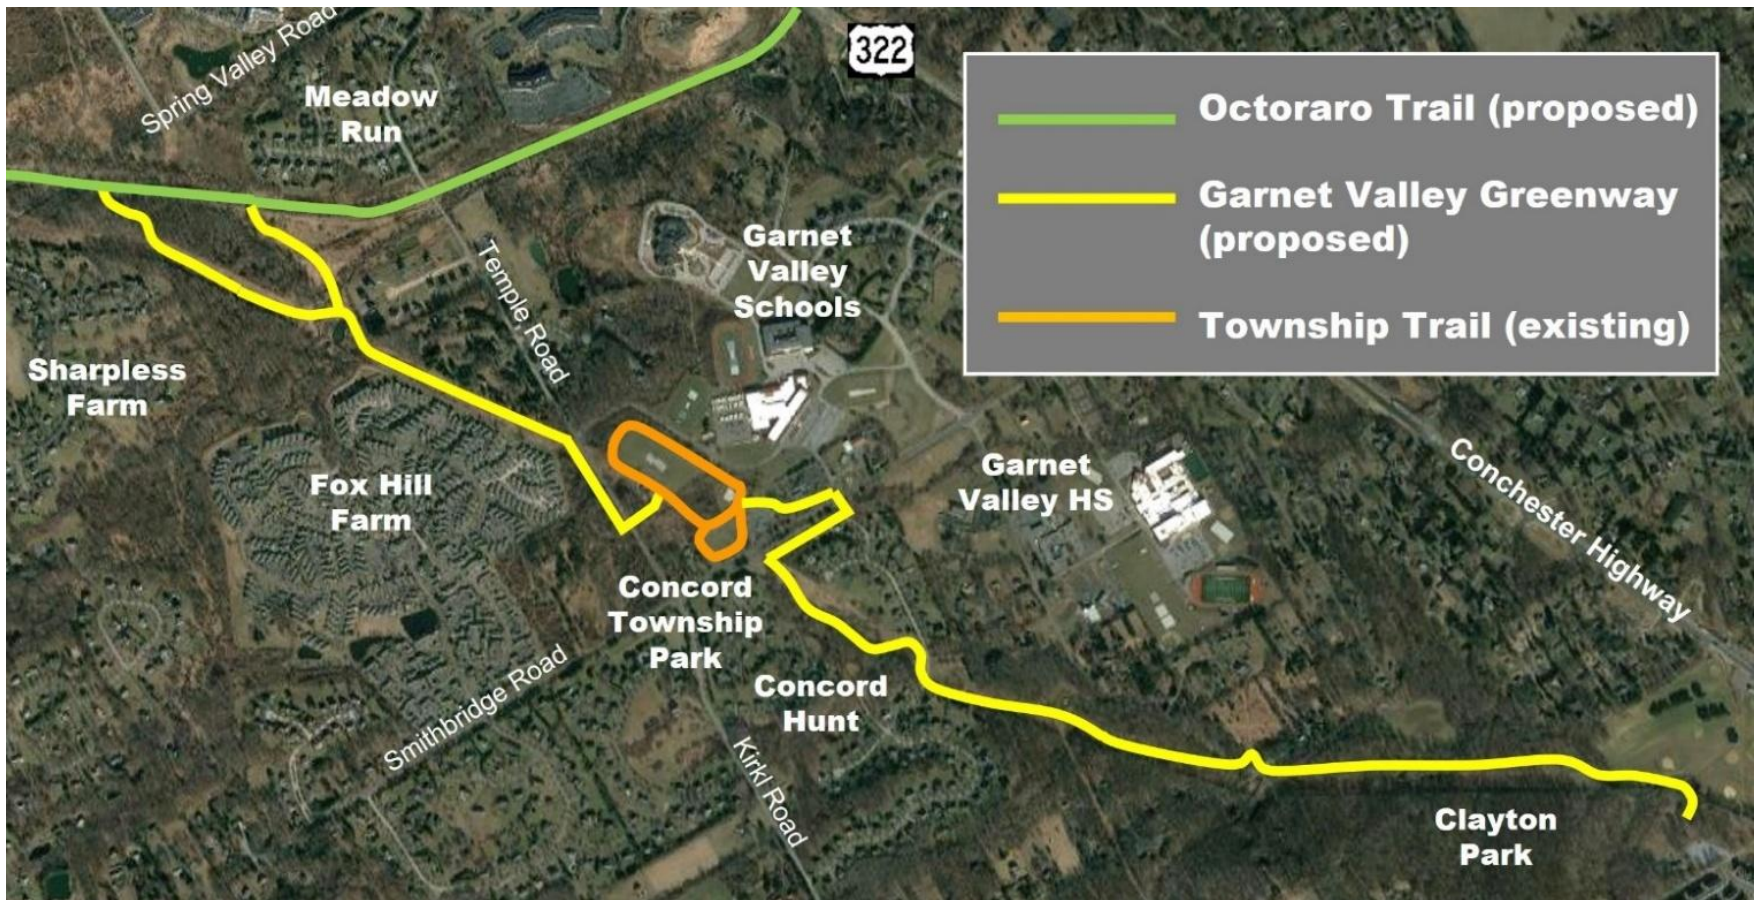 Spring Valley Road
Meadow
Run
322
Octoraro Trail (proposed)
Garnet Valley Greenway
(proposed)
Township Trail (existing)
Garnet
Valley
Schools
Temple Road
Sharpless
Farm
Fox Hill
Farm
Garnet
Valley HS
Conchester Highway
Concord
Township
Park
Smithbridge Road
Concord
Hunt
Kirkl Road
Clayton
Park